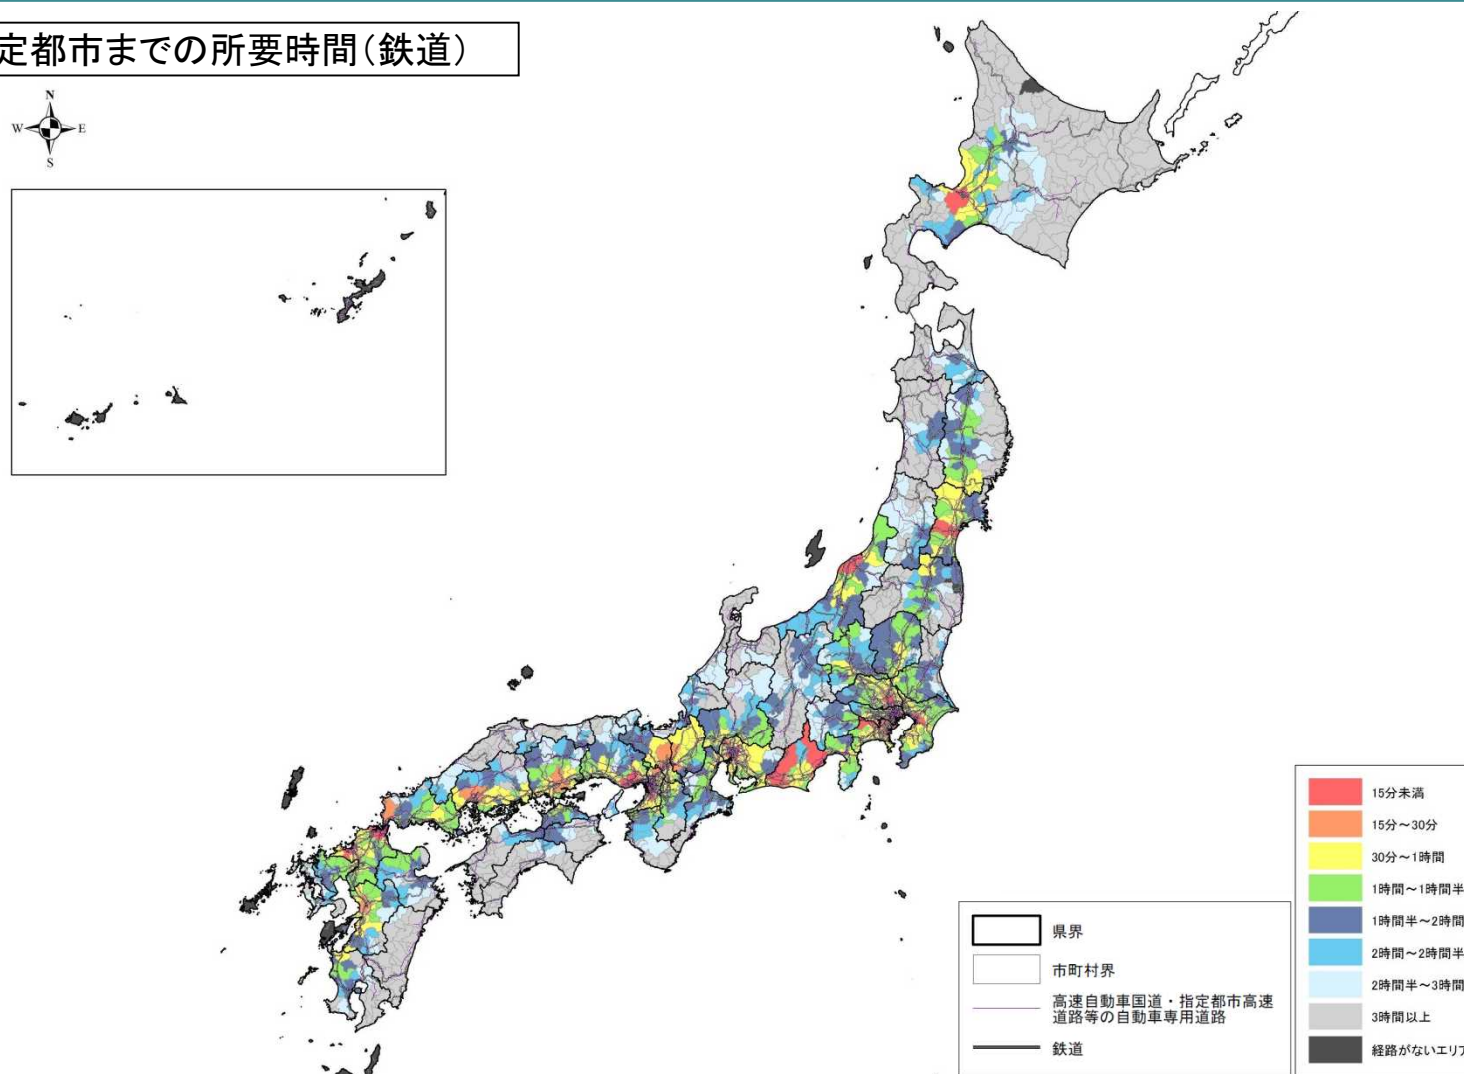 定都市までの所要時間（鉄道）
N
W E
S
県界
市町村界
高速自動車国道・指定都市高速
道路等の自動車専用道路
鉄道
15分未満
15分～30分
30分～1時間
1時間～1時間半
1時間半～2時間
2時間～2時間半
2時間半～3時間
3時間以上
経路がないエリア